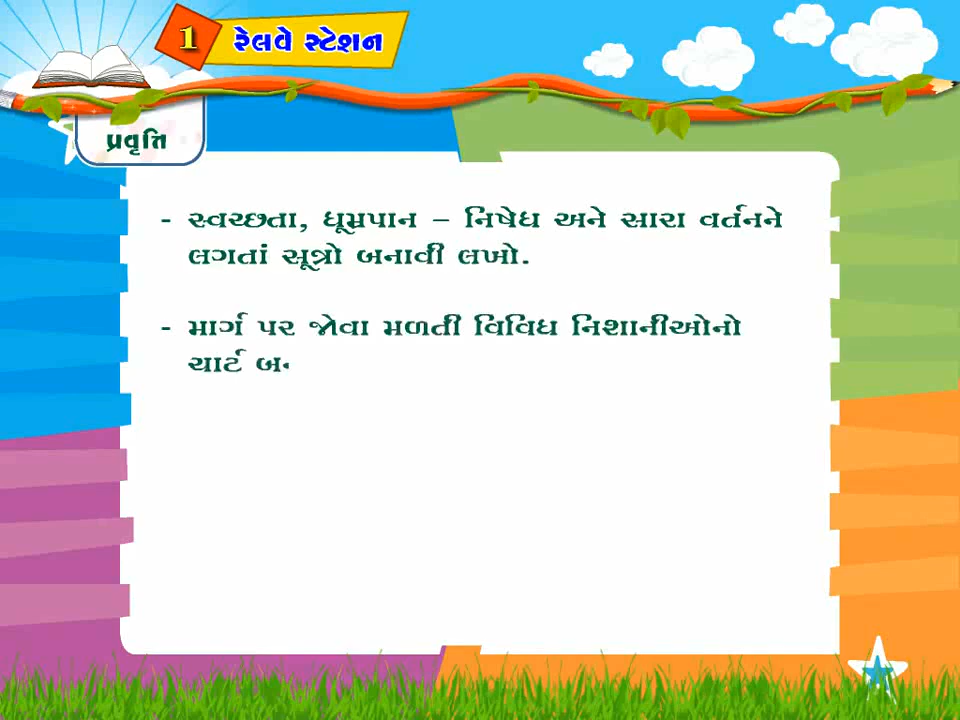 1 રેલવે સ્ટેશન
પ્રવૃત્તિ
- સ્વચ્છતા, ધૂમ્રપાન – નિષેધ અને સારા વર્તનને
લગતાં સૂત્રો બનાવી લખો.
- માર્ગ પર જોવા મળતી વિવિધ નિશાનીઓનો
ચાર્ટ